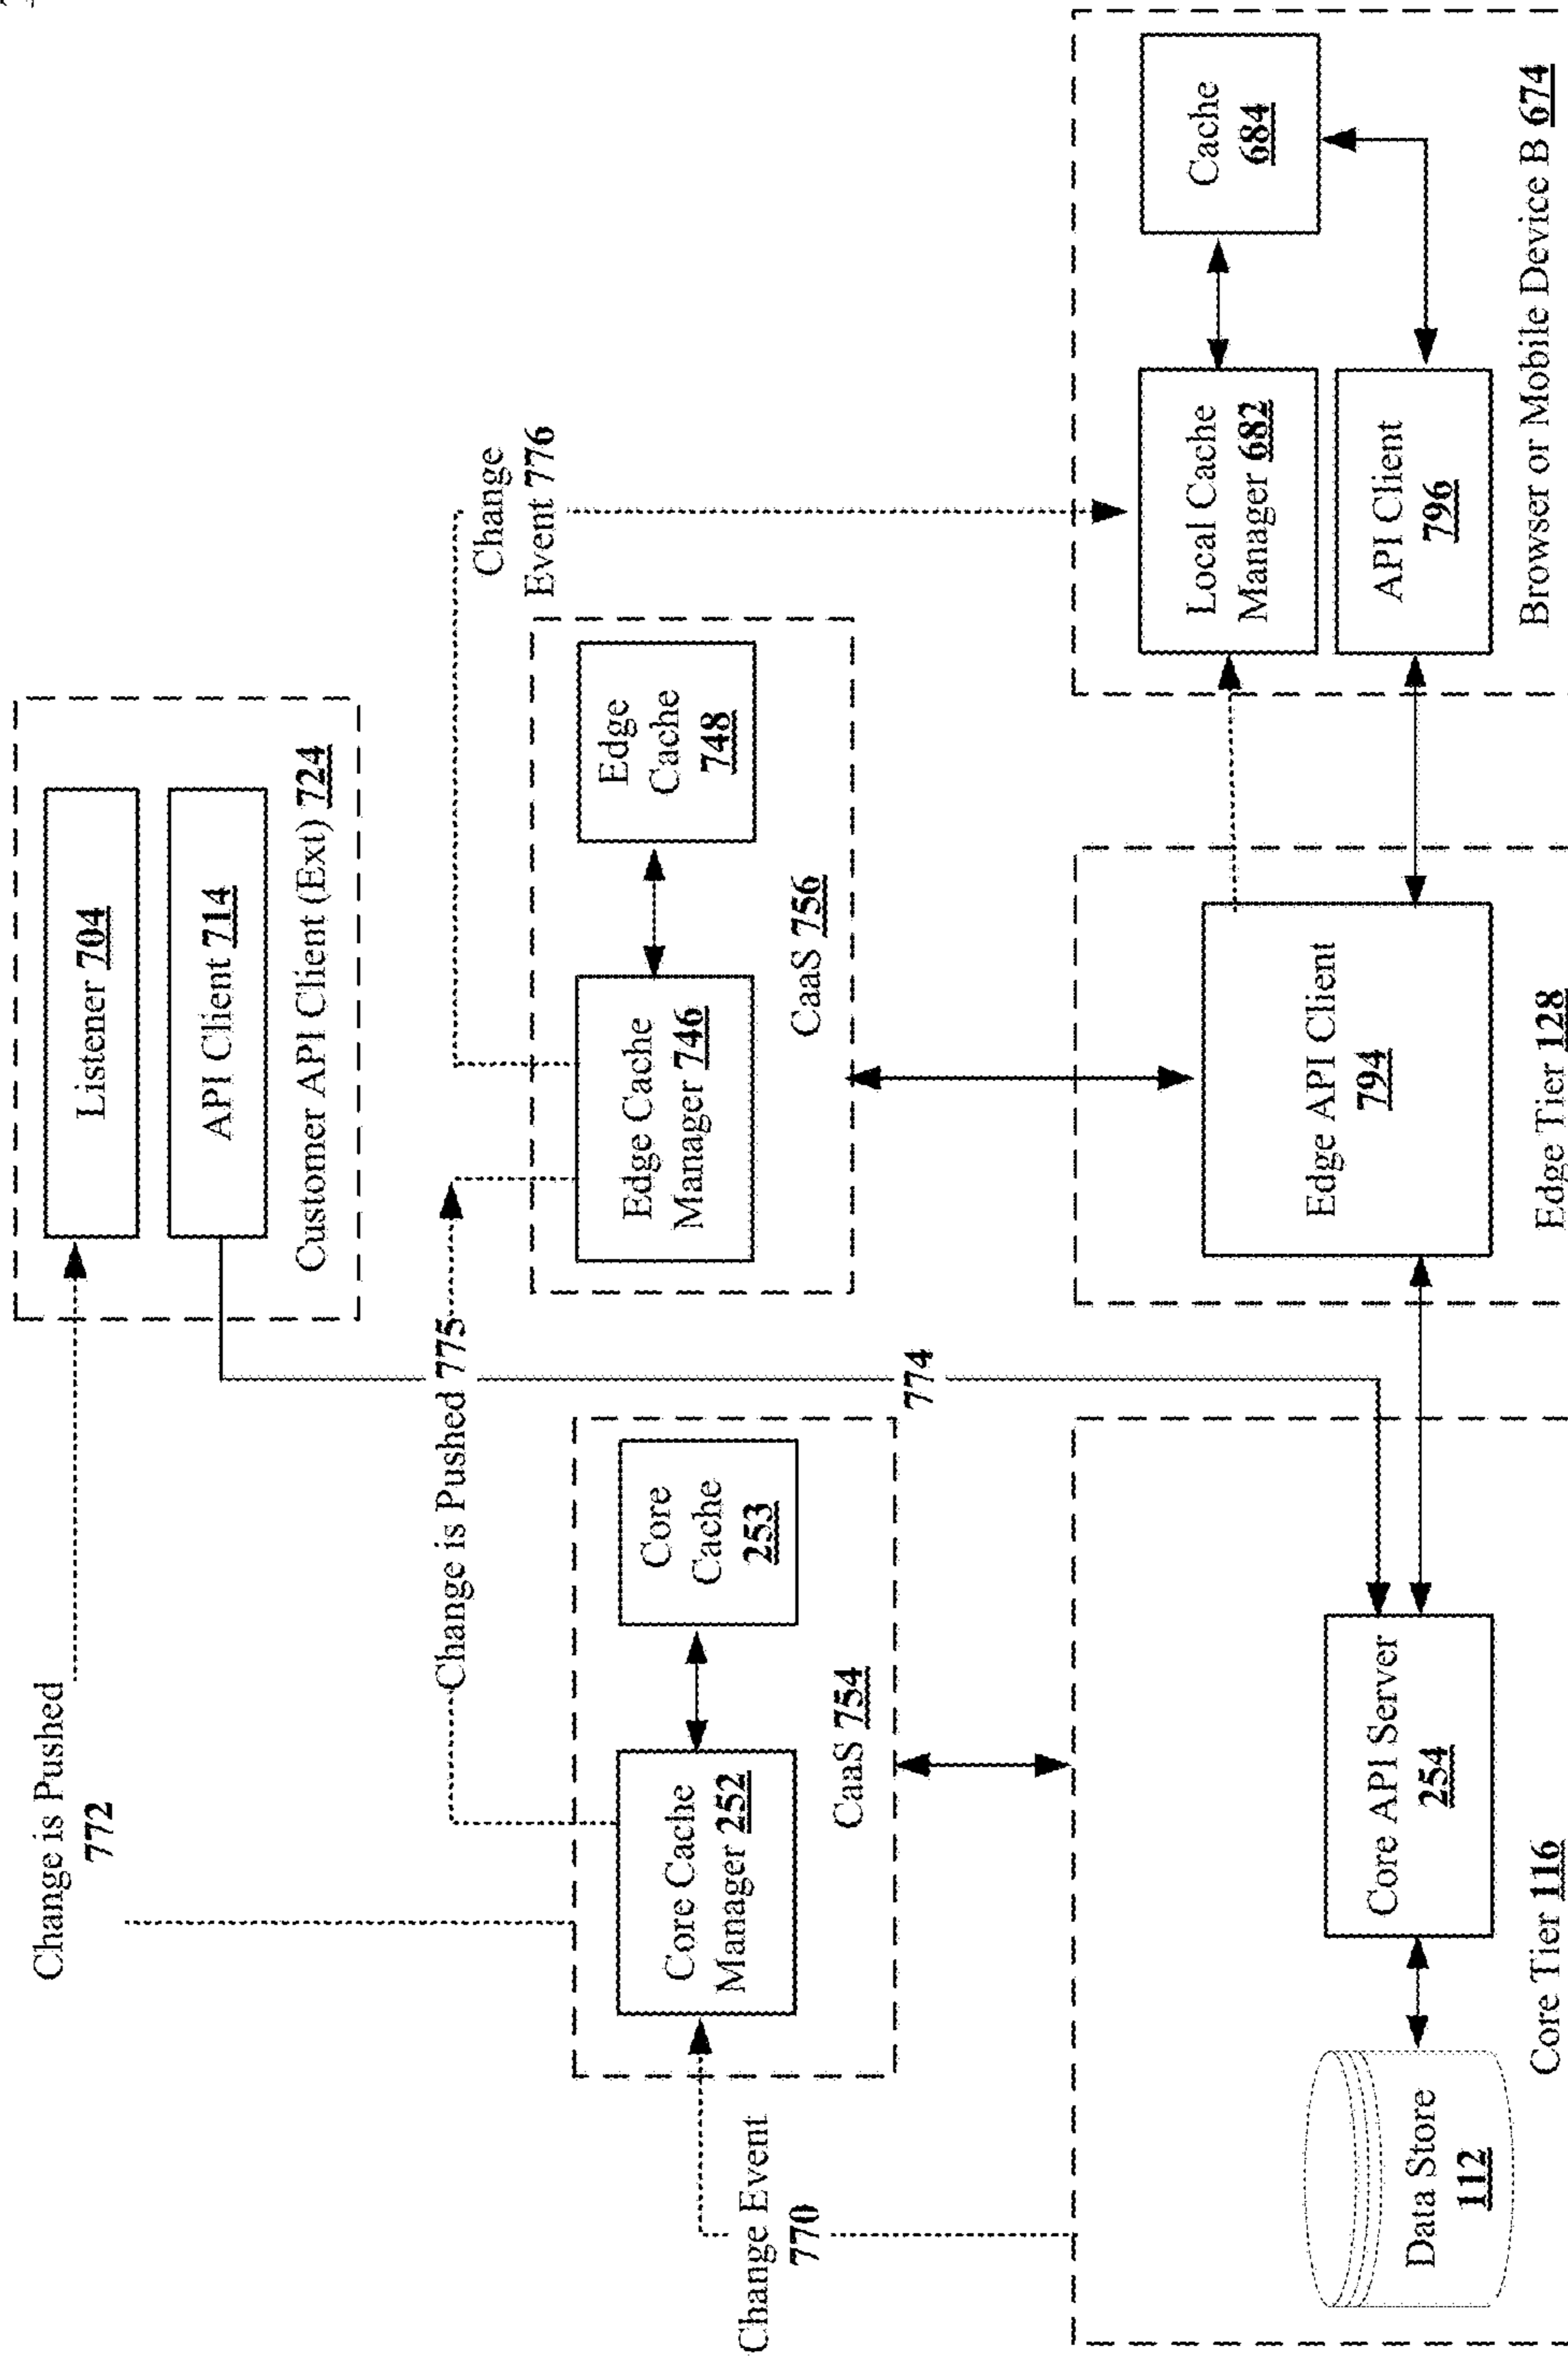 Change is Pushed
772
Listener 704
API Client 714
Customer API Client (Ext) 724
Change is Pushed 775
Change
Event 776
Change Event
770
Core Cache
Manager 252
Core
Cache
253
CaaS 754
774
Edge Cache
Manager 746
Edge
Cache
748
CaaS 756
Data Store
112
Core API Server
254
Core Tier 116
Edge API Client
794
Edge Tier 128
Local Cache
Manager 682
Cache
684
API Client
796
Browser or Mobile Device B 674